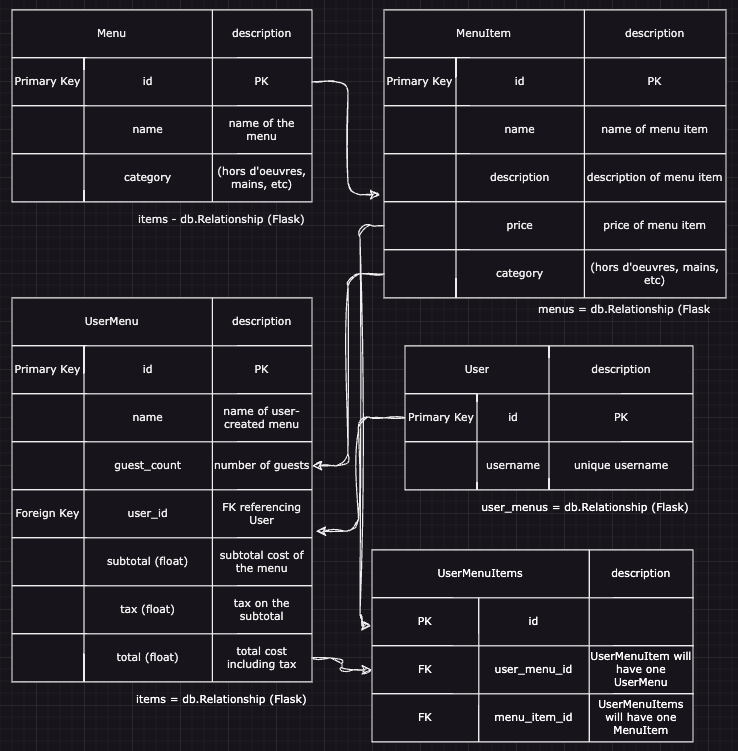 Menu description
Primary Key id PK
name name of the
menu
category (hors d'oeuvres,
mains, etc)
items - db.Relationship (Flask)
MenuItem description
Primary Key id PK
name name of menu item
description description of menu item
price price of menu item
category (hors d'oeuvres, mains,
etc)
menus = db.Relationship (Flask
UserMenu description
Primary Key id PK
name name of user-
created menu
guest_count number of guests
Foreign Key user_id FK referencing
User
subtotal (float) subtotal cost of
the menu
tax (float) tax on the
subtotal
total (float) total cost
including tax
items = db.Relationship (Flask)
User description
Primary Key id PK
username unique username
user_menus = db.Relationship (Flask)
UserMenuItems description
PK id
FK user_menu_id UserMenuItem will
have one
UserMenu
FK menu_item_id UserMenuItems
will have one
MenuItem